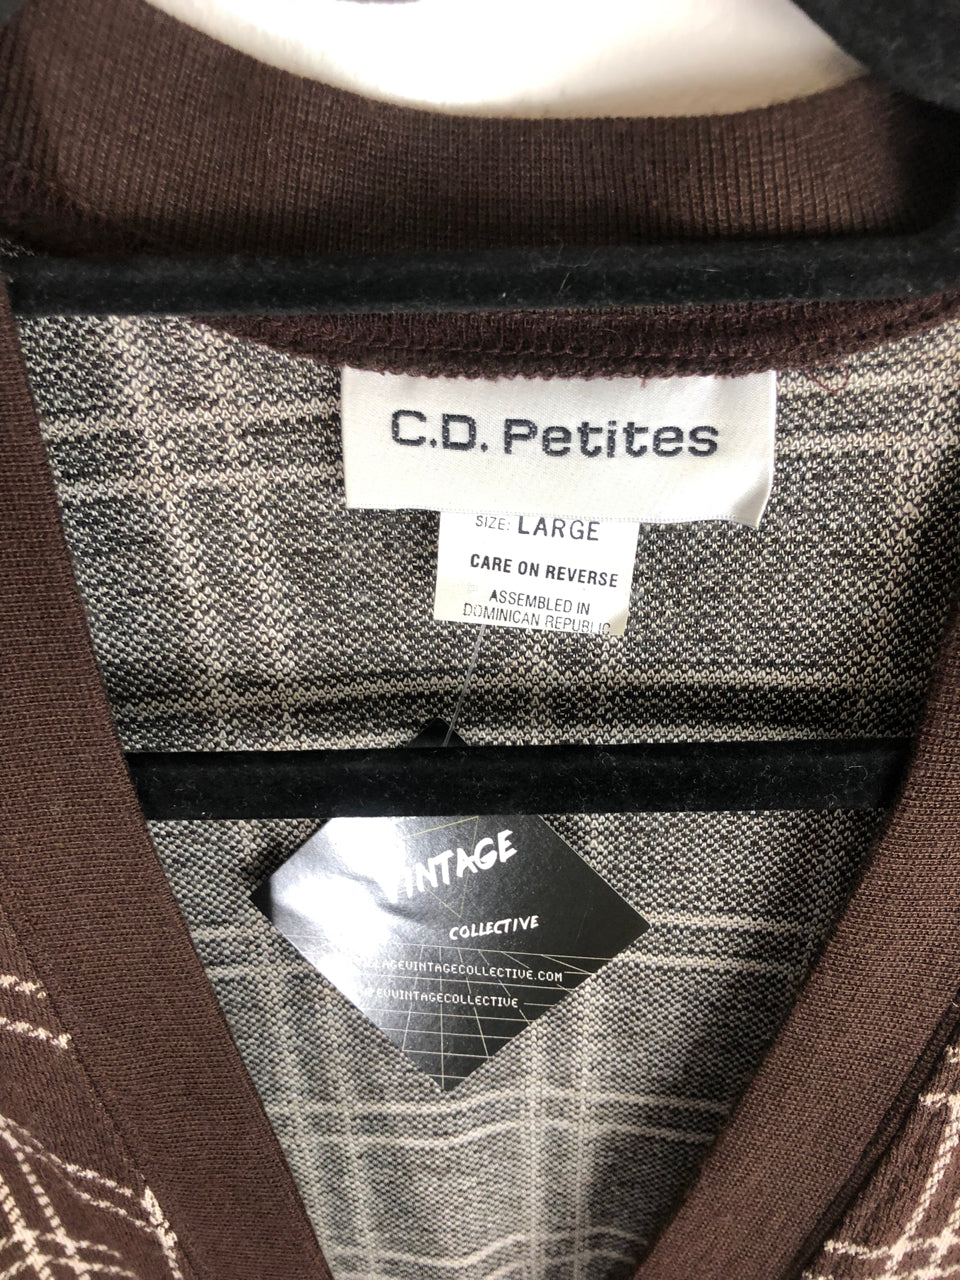 C.D. Petites
SIZE: LARGE
CARE ON REVERSE
ASSEMBLED IN
DOMINICAN REPUBLIC
VINTAGE
COLLECTIVE